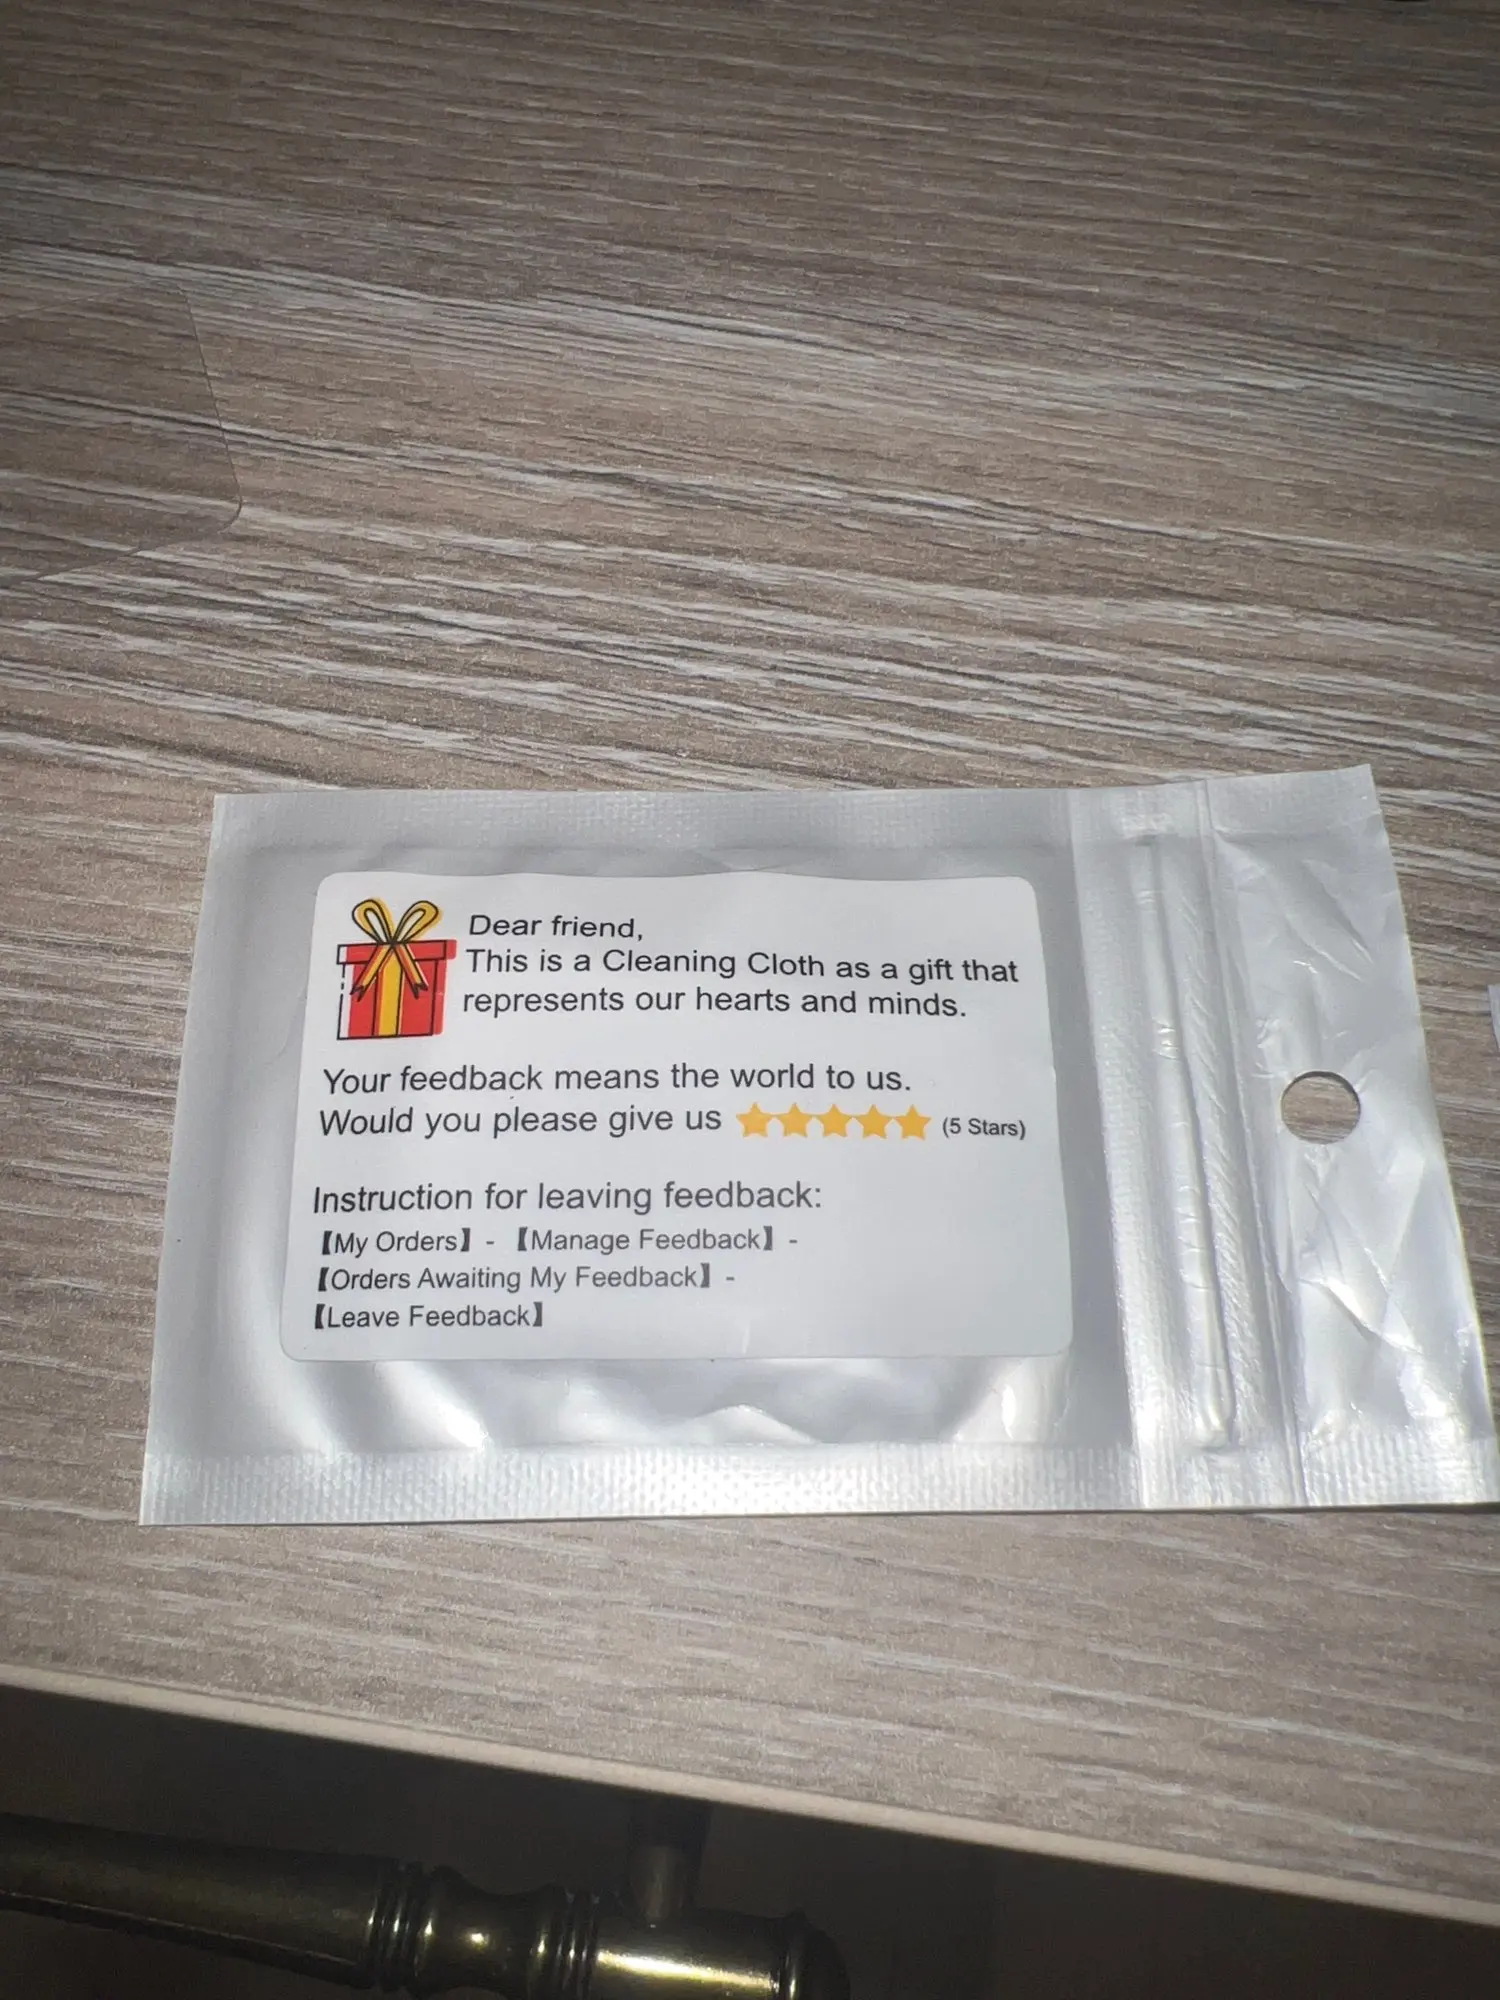 Dear friend,
This is a Cleaning Cloth as a gift that
represents our hearts and minds.
Your feedback means the world to us.
Would you please give us ★★★★★ (5 Stars)
Instruction for leaving feedback:
【My Orders】 - 【Manage Feedback】 -
【Orders Awaiting My Feedback】 -
【Leave Feedback】